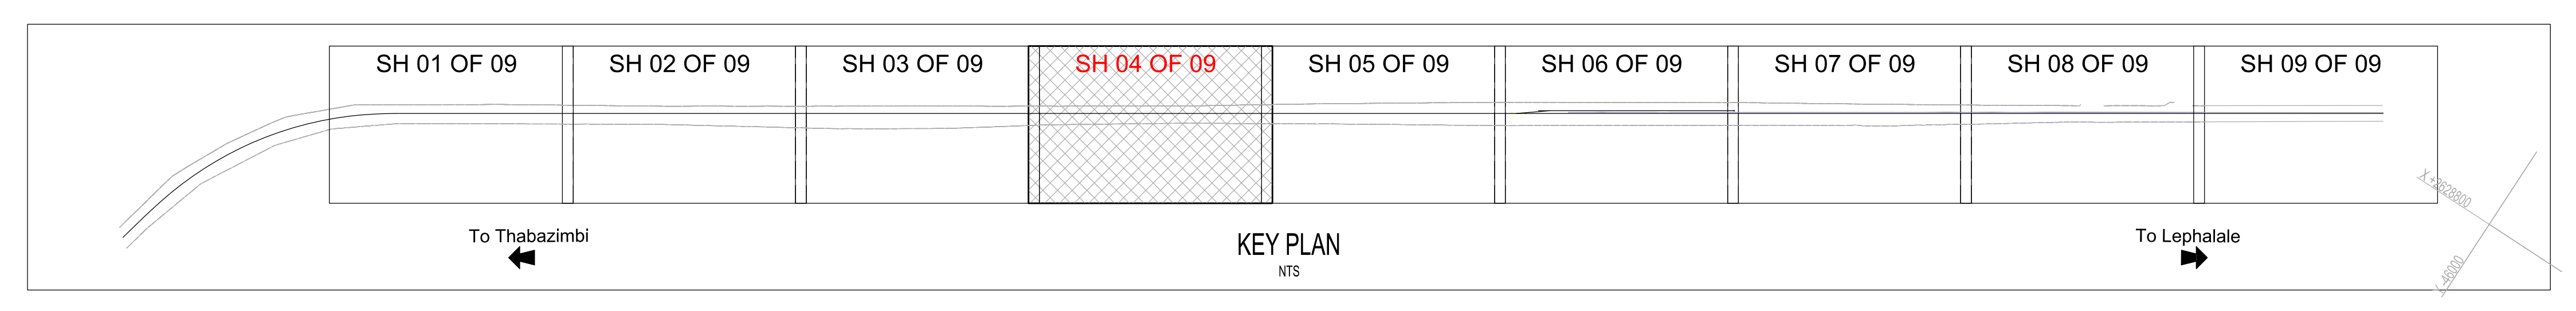 SH 01 OF 09
SH 02 OF 09
SH 03 OF 09
SH 04 OF 09
SH 05 OF 09
SH 06 OF 09
SH 07 OF 09
SH 08 OF 09
SH 09 OF 09
X +2628800
To Thabazimbi
KEY PLAN
To Lephalale
NTS
Y -46000